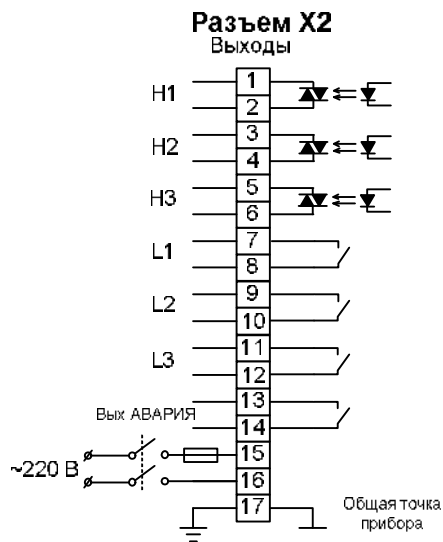 Разъем X2
Выходы
H1
1
2
H2
3
4
H3
5
6
L1
7
8
L2
9
10
L3
11
12
Вых АВАРИЯ
13
14
~220 В
15
16
17
Общая точка
прибора